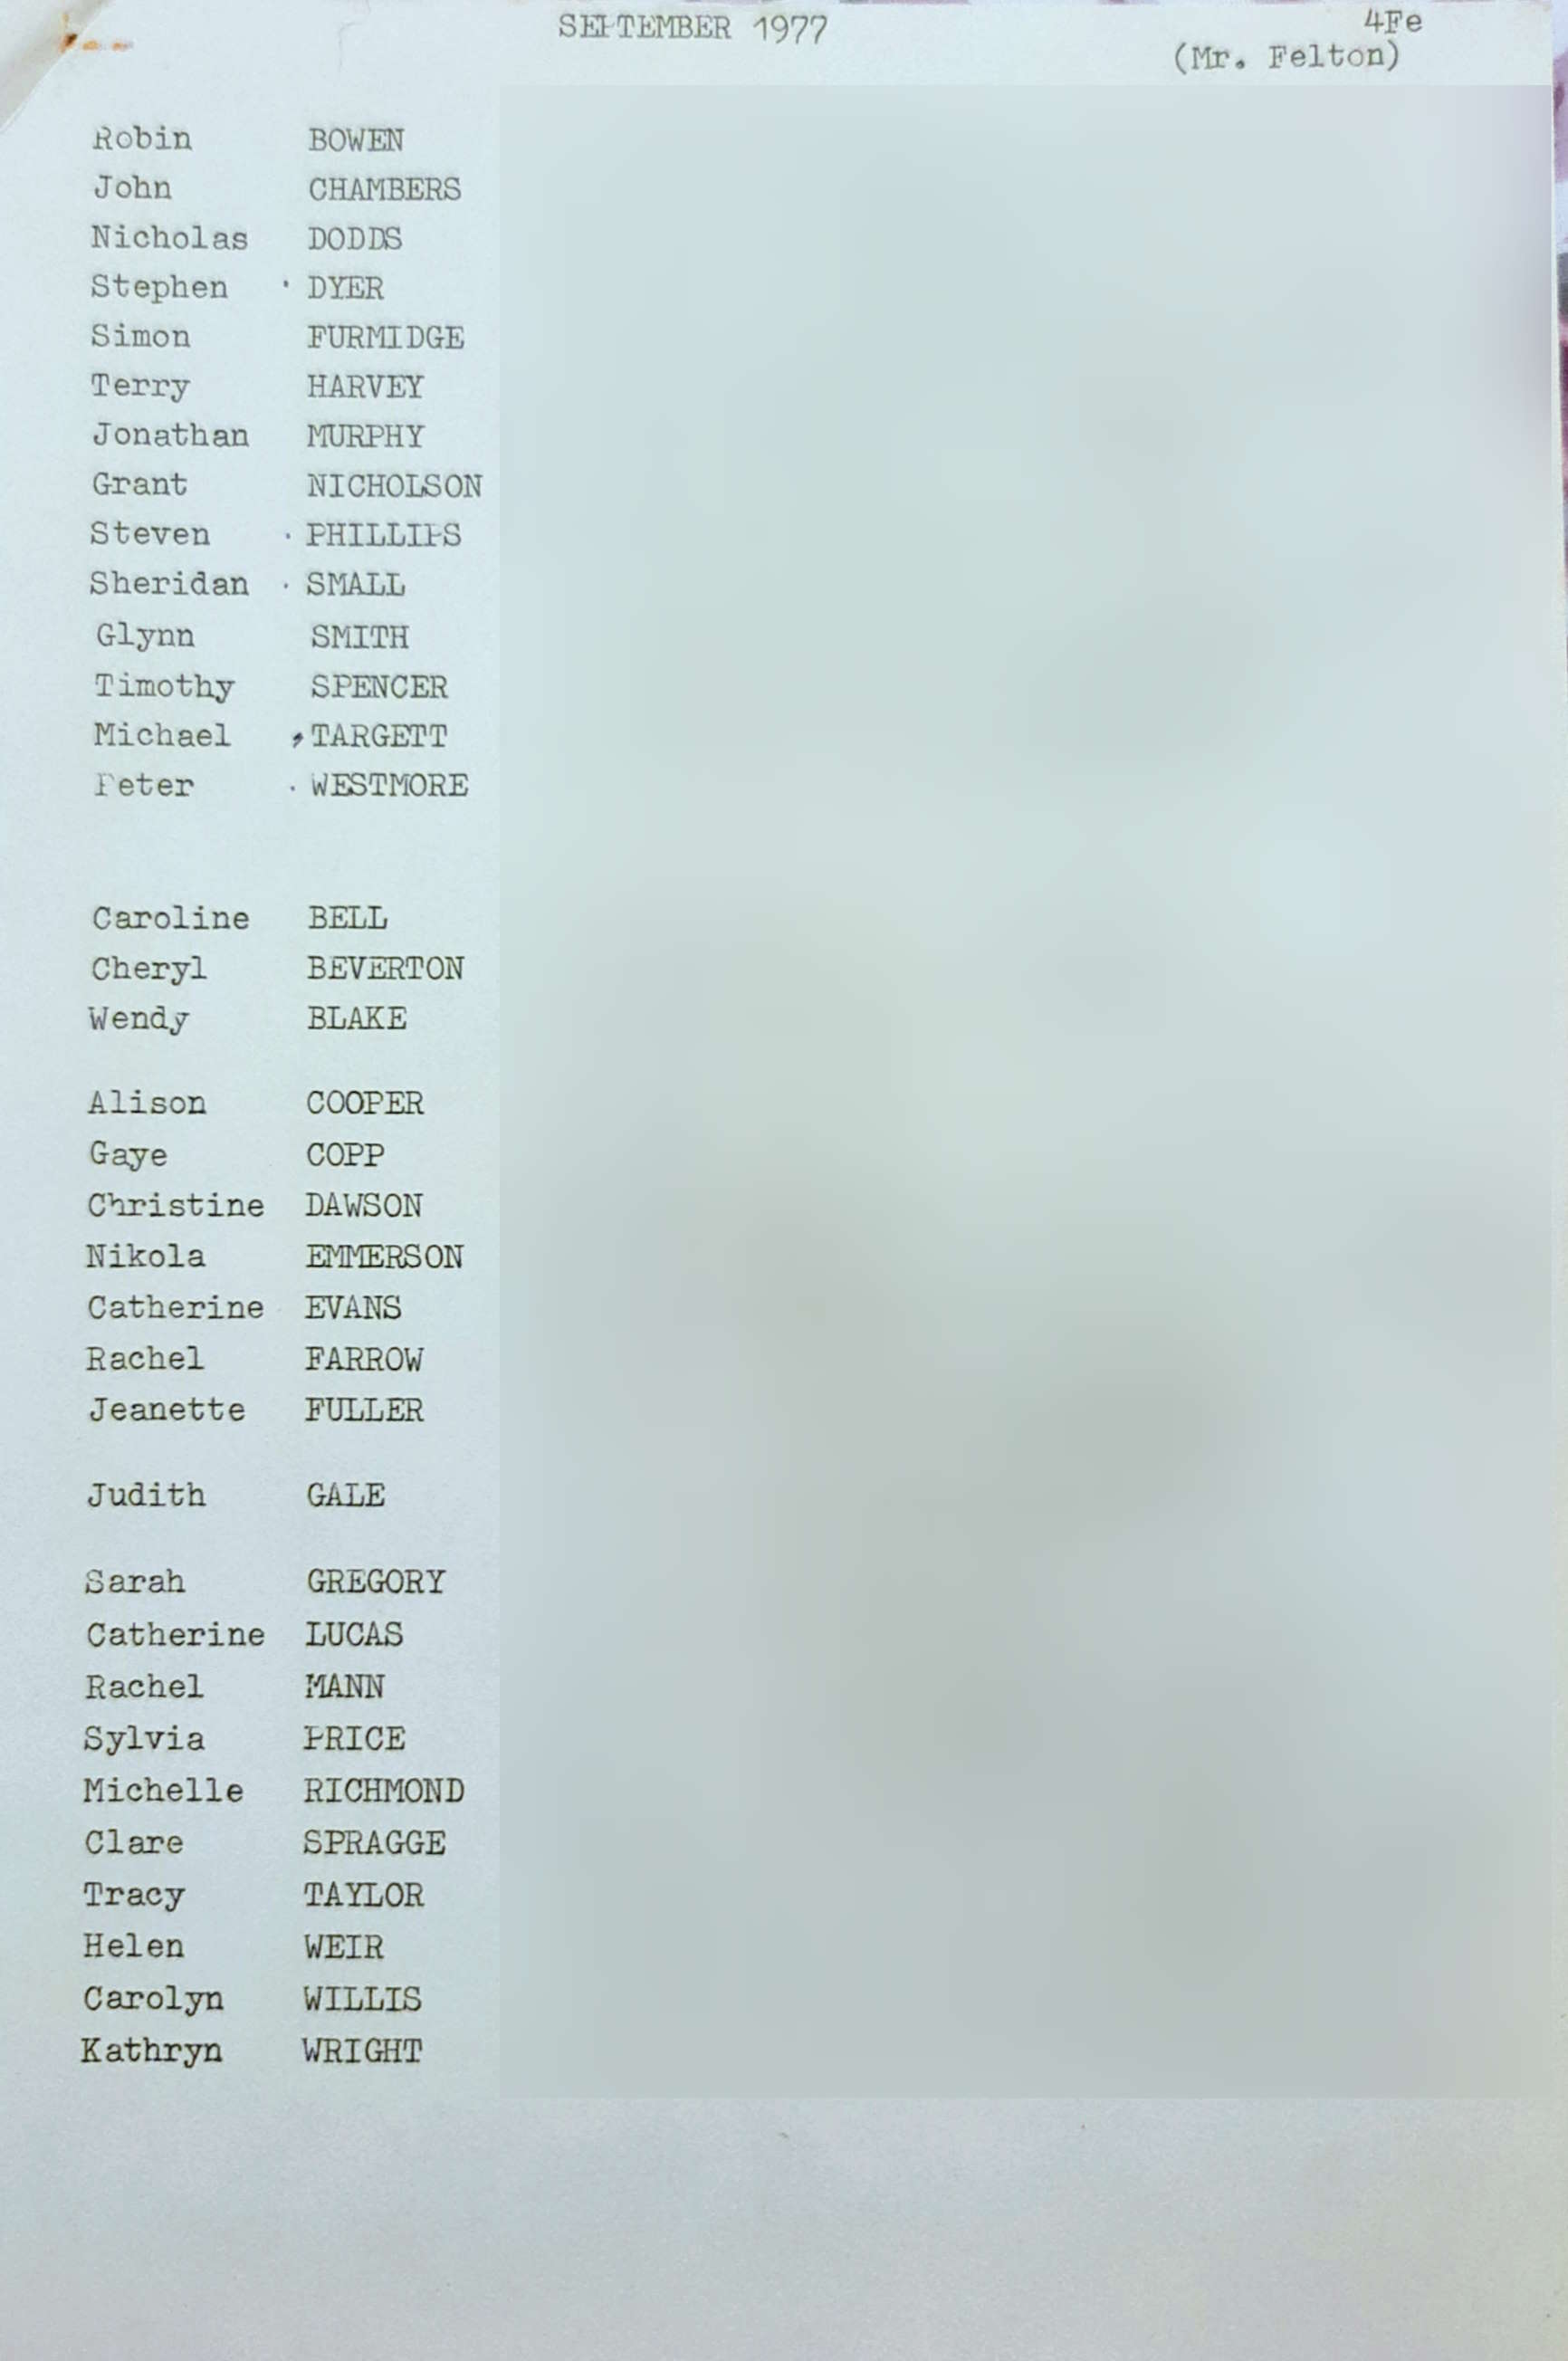 SEPTEMBER 1977 4Fe
(Mr. Felton)
Robin BOWEN
John CHAMBERS
Nicholas DODDS
Stephen DYER
Simon FURMIDGE
Terry HARVEY
Jonathan MURPHY
Grant NICHOLSON
Steven PHILLIPS
Sheridan SMALL
Glynn SMITH
Timothy SPENCER
Michael TARGETT
Peter WESTMORE
Caroline BELL
Cheryl BEVERTON
Wendy BLAKE
Alison COOPER
Gaye COPP
Christine DAWSON
Nikola EMMERSON
Catherine EVANS
Rachel FARROW
Jeanette FULLER
Judith GALE
Sarah GREGORY
Catherine LUCAS
Rachel MANN
Sylvia PRICE
Michelle RICHMOND
Clare SPRAGGE
Tracy TAYLOR
Helen WEIR
Carolyn WILLIS
Kathryn WRIGHT